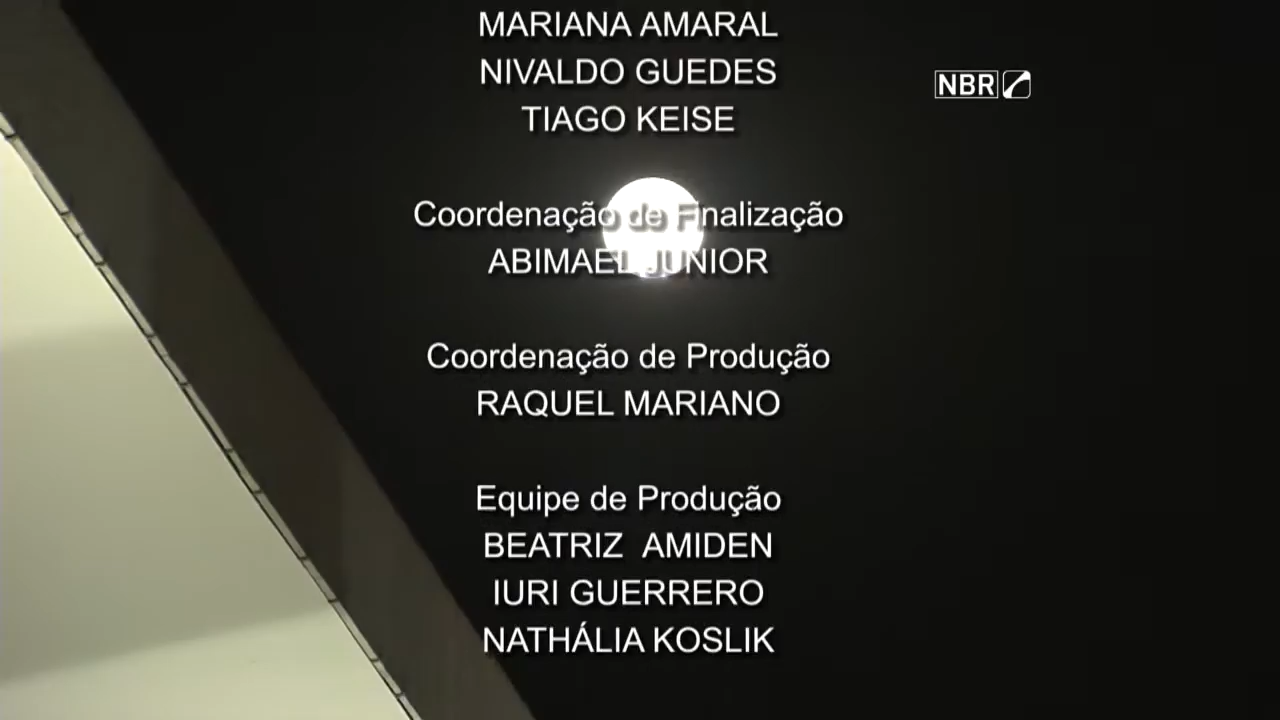 MARIANA AMARAL
NIVALDO GUEDES
TIAGO KEISE
NBR
Coordenação de Finalização
ABIMAEL JUNIOR
Coordenação de Produção
RAQUEL MARIANO
Equipe de Produção
BEATRIZ AMIDEN
IURI GUERRERO
NATHÁLIA KOSLIK